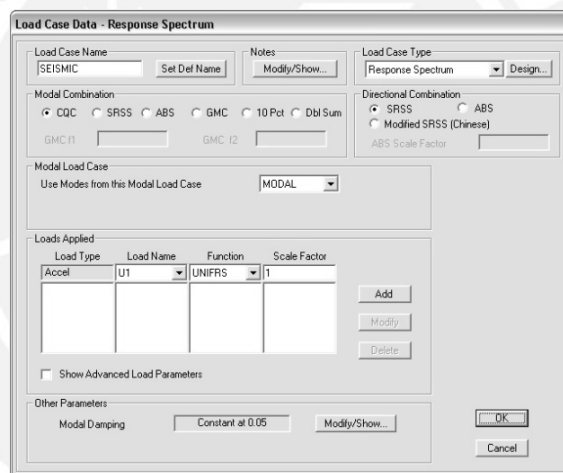 Load Case Data - Response Spectrum
Load Case Name
SEISMIC
Set Def Name
Notes
Modify/Show...
Load Case Type
Response Spectrum
Design...
Modal Combination
CQC SRSS ABS GMC 10 Pct Dbl Sum
GMC f1 GMC f2
Directional Combination
SRSS ABS
Modified SRSS (Chinese)
ABS Scale Factor
Modal Load Case
Use Modes from this Modal Load Case MODAL
Loads Applied
Load Type Load Name Function Scale Factor
Accel U1 UNIFRS 1
Add
Modify
Delete
Show Advanced Load Parameters
Other Parameters
Modal Damping Constant at 0.05 Modify/Show...
OK
Cancel